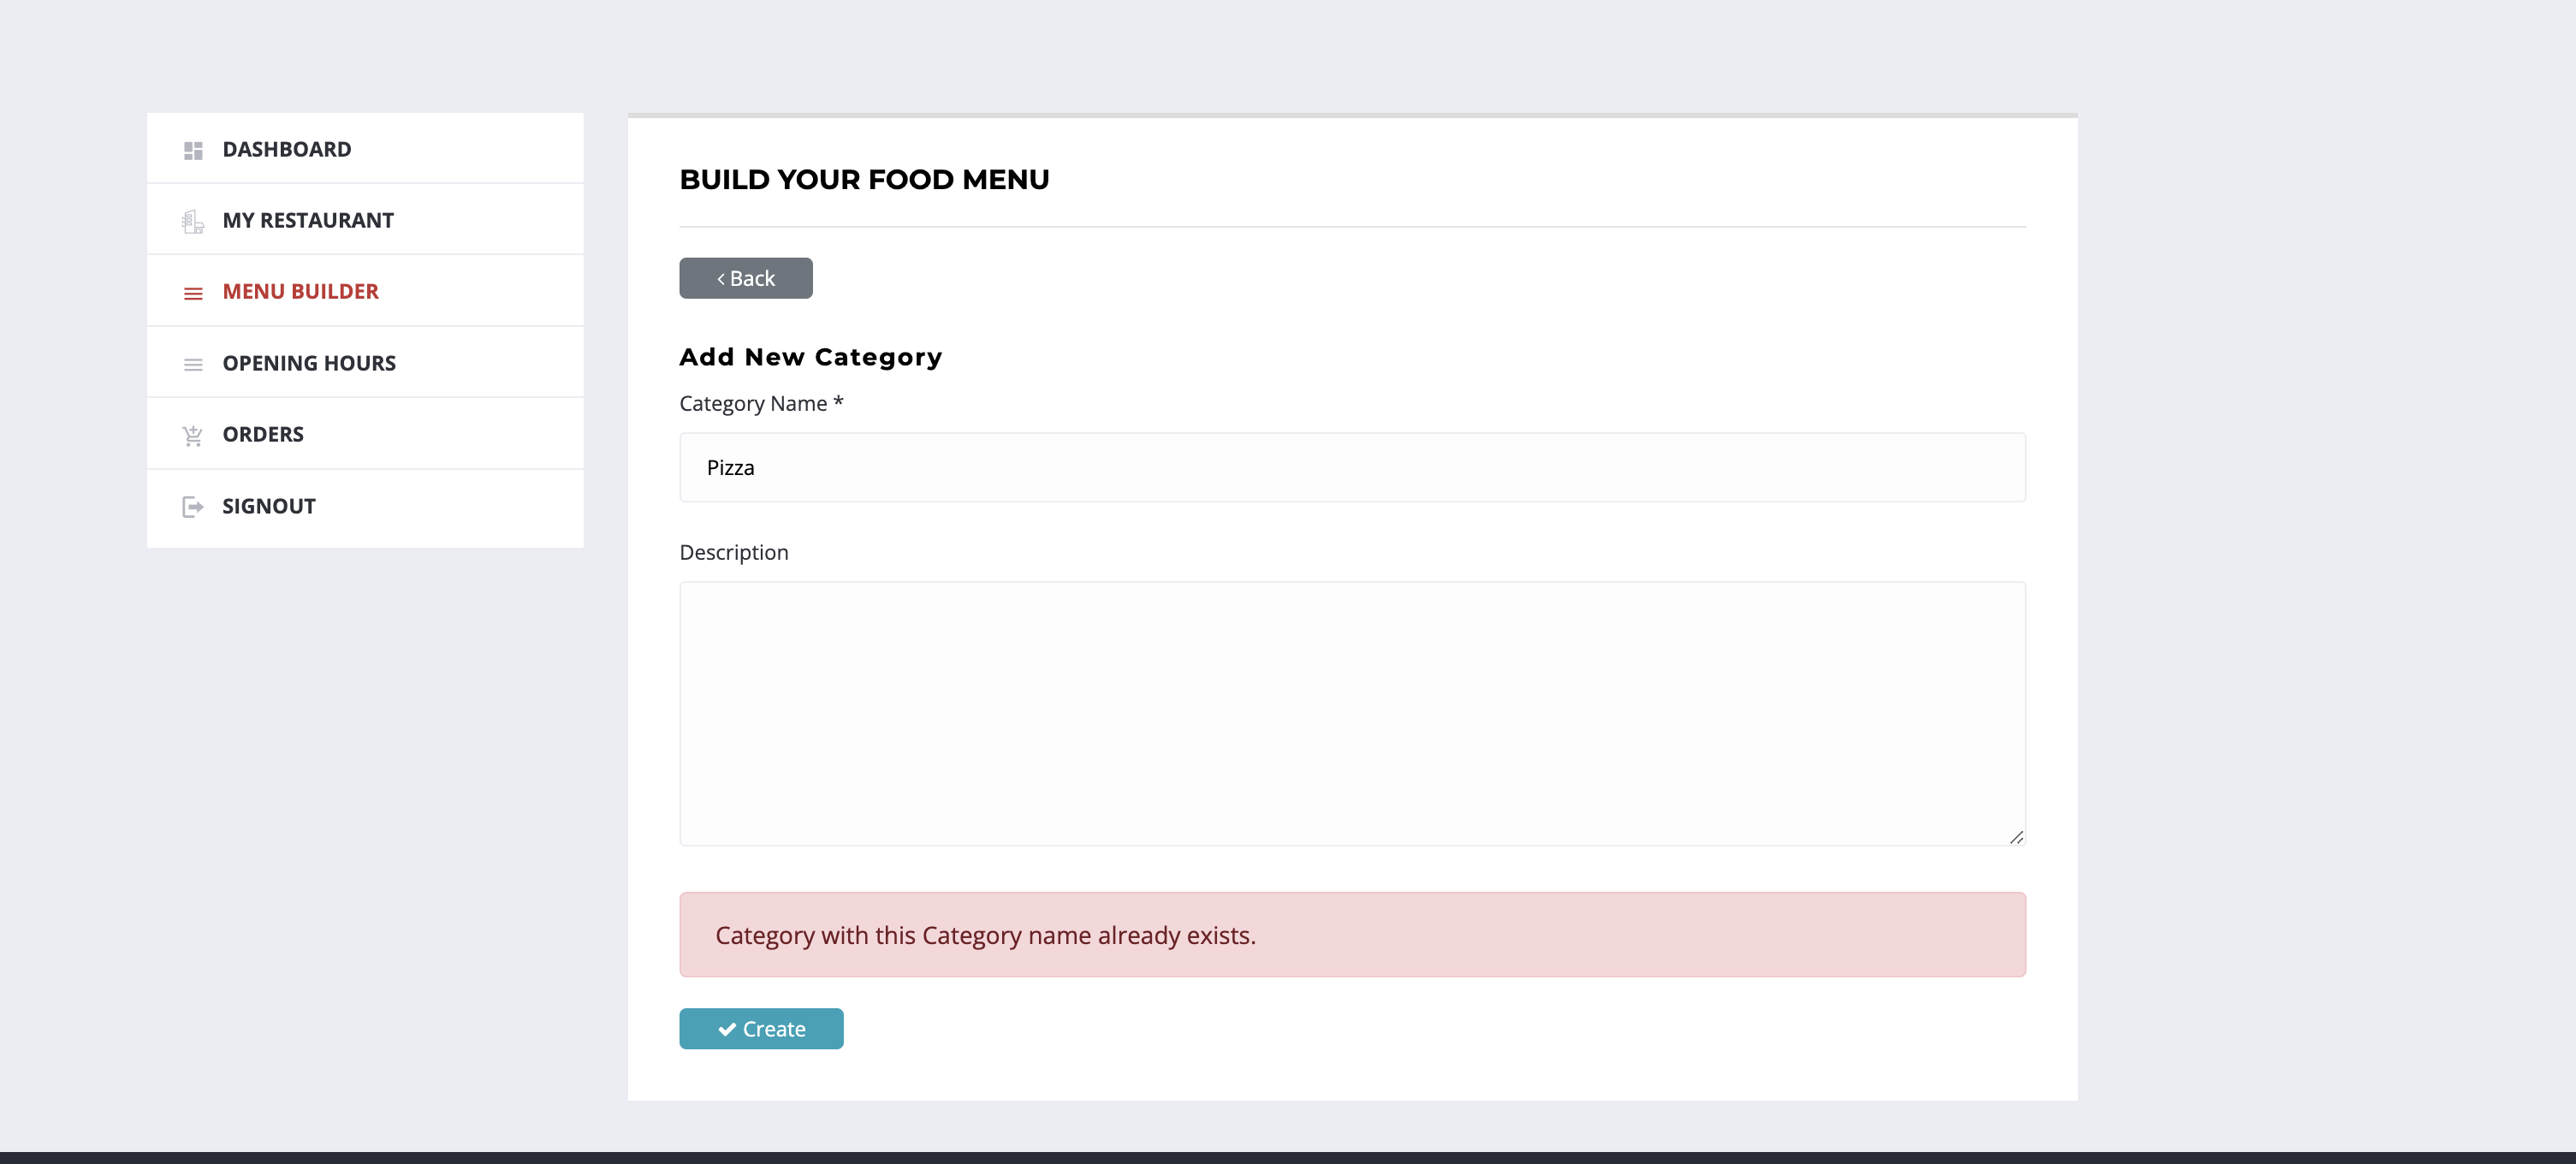 DASHBOARD
MY RESTAURANT
MENU BUILDER
OPENING HOURS
ORDERS
SIGNOUT
BUILD YOUR FOOD MENU
Back
Add New Category
Category Name *
Pizza
Description
Category with this Category name already exists.
Create